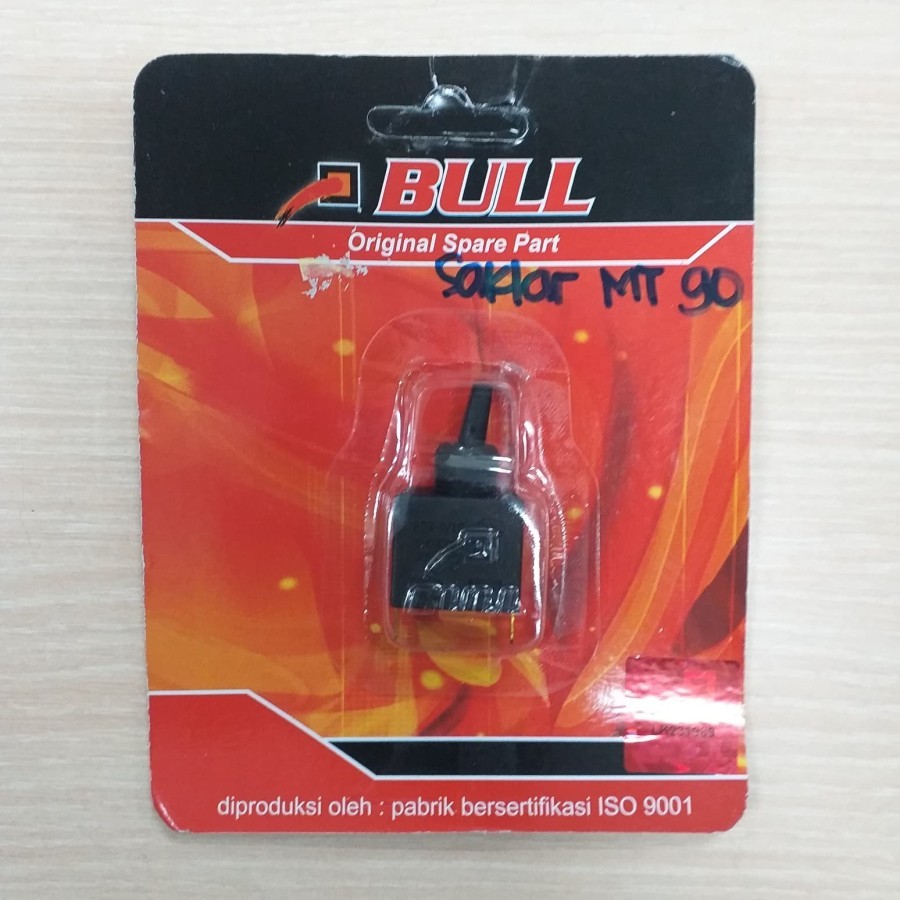 BULL
Original Spare Part
Saklar MT 90
diproduksi oleh : pabrik bersertifikasi ISO 9001